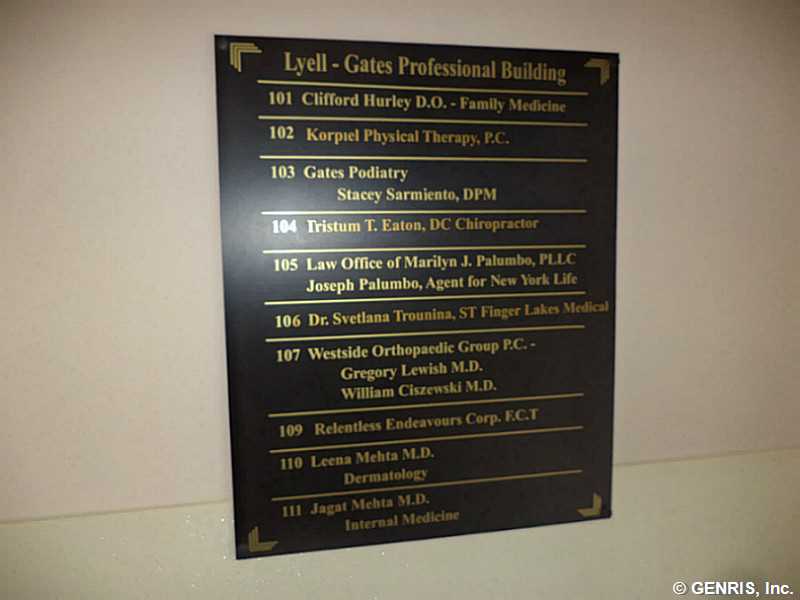 Lyell - Gates Professional Building
101 Clifford Hurley D.O. - Family Medicine
102 Korpiel Physical Therapy, P.C.
103 Gates Podiatry
Stacey Sarmiento, DPM
104 Tristum T. Eaton, DC Chiropractor
105 Law Office of Marilyn J. Palumbo, PLLC
Joseph Palumbo, Agent for New York Life
106 Dr. Svetlana Trounina, ST Finger Lakes Medical
107 Westside Orthopaedic Group P.C. -
Gregory Lewish M.D.
William Ciszewski M.D.
109 Relentless Endeavours Corp. F.C.T
110 Leena Mehta M.D.
Dermatology
111 Jagat Mehta M.D.
Internal Medicine
© GENRIS, Inc.